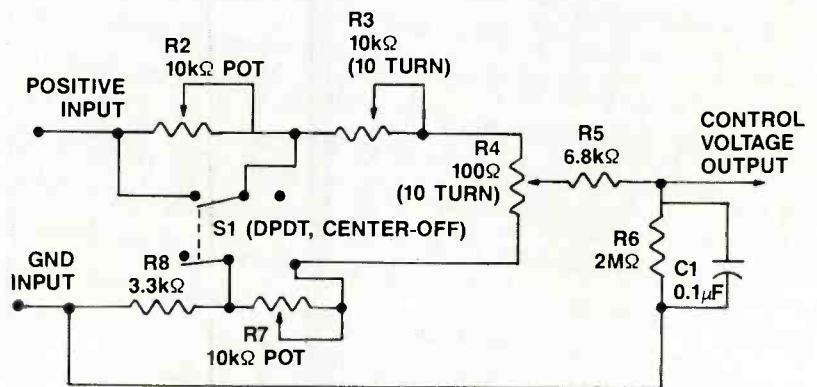 R2
10kΩ POT
R3
10kΩ
(10 TURN)
POSITIVE
INPUT
R4
100Ω
(10 TURN)
R5
6.8kΩ
CONTROL
VOLTAGE
OUTPUT
S1 (DPDT, CENTER-OFF)
GND
INPUT
R8
3.3kΩ
R7
10kΩ POT
R6
2MΩ
C1
0.1μF